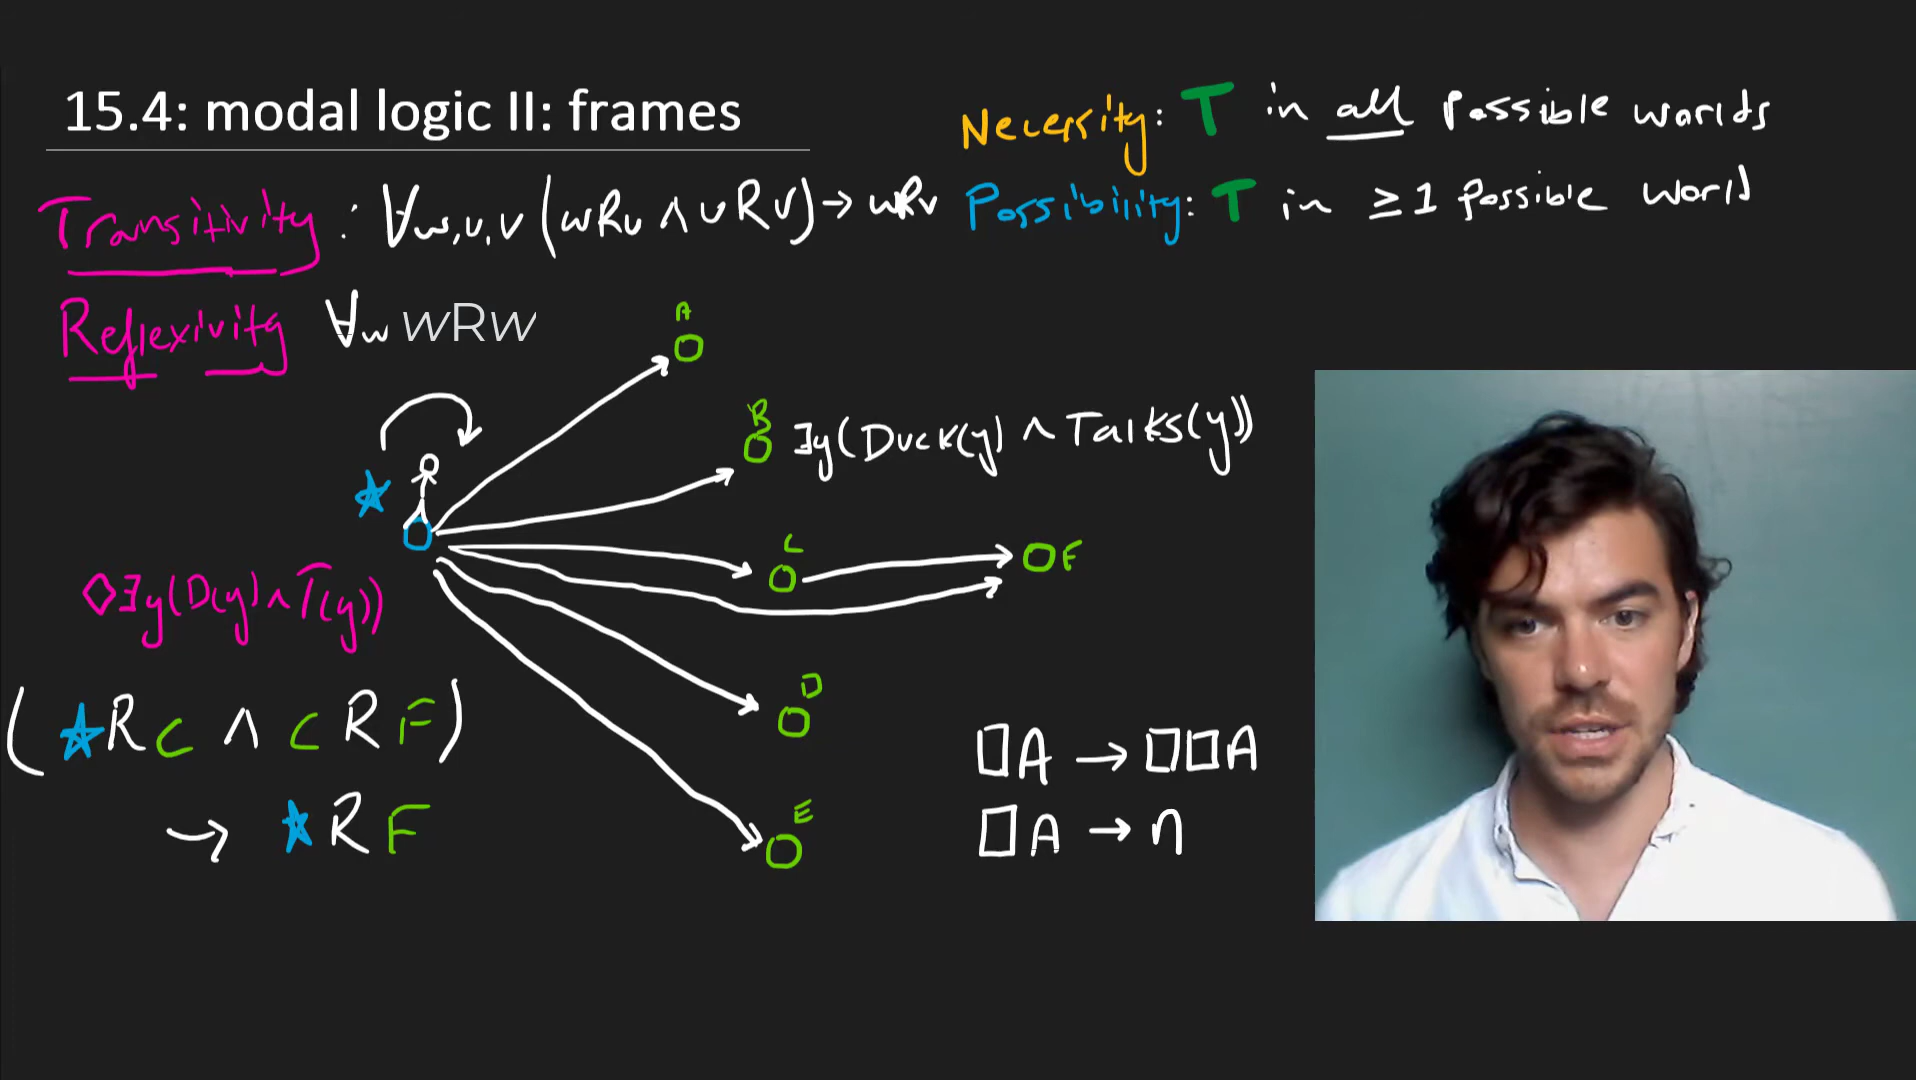 15.4: modal logic II: frames
Necessity: T in all possible worlds
Transitivity: ∀w,u,v (wRu ∧ uRv) → wRv
Possibility: T in ≥1 possible world
Reflexivity ∀w wRw
A
B ∃y(Duck(y) ∧ Talks(y))
C
F
◇∃y(D(y) ∧ T(y))
D
(★RC ∧ CRF)
→ ★RF
E
□A → □□A
□A → n